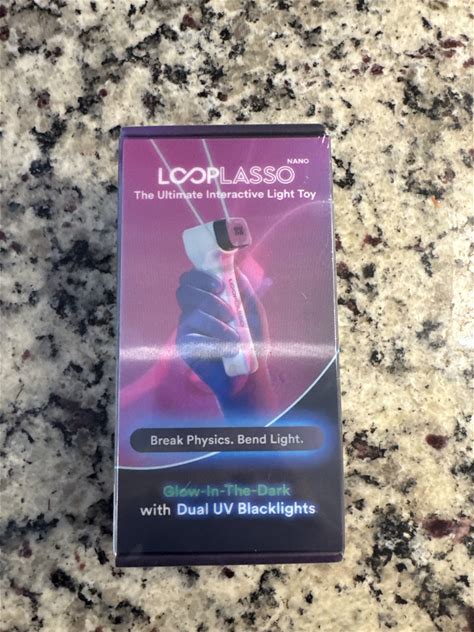 NANO
LOOPLASSO
The Ultimate Interactive Light Toy
Break Physics. Bend Light.
Glow-In-The-Dark
with Dual UV Blacklights